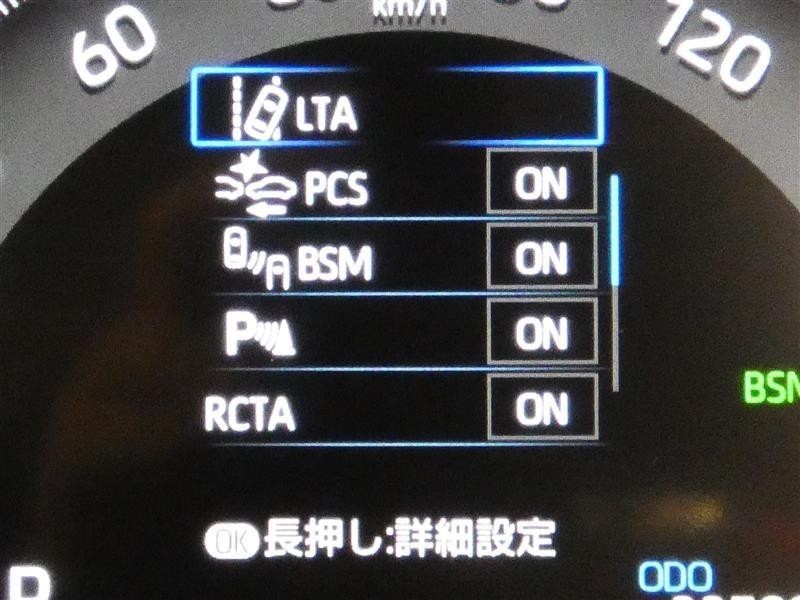 60
km/h
120
LTA
PCS ON
BSM ON
P ON
RCTA ON
BSM
OK 長押し:詳細設定
P
ODO